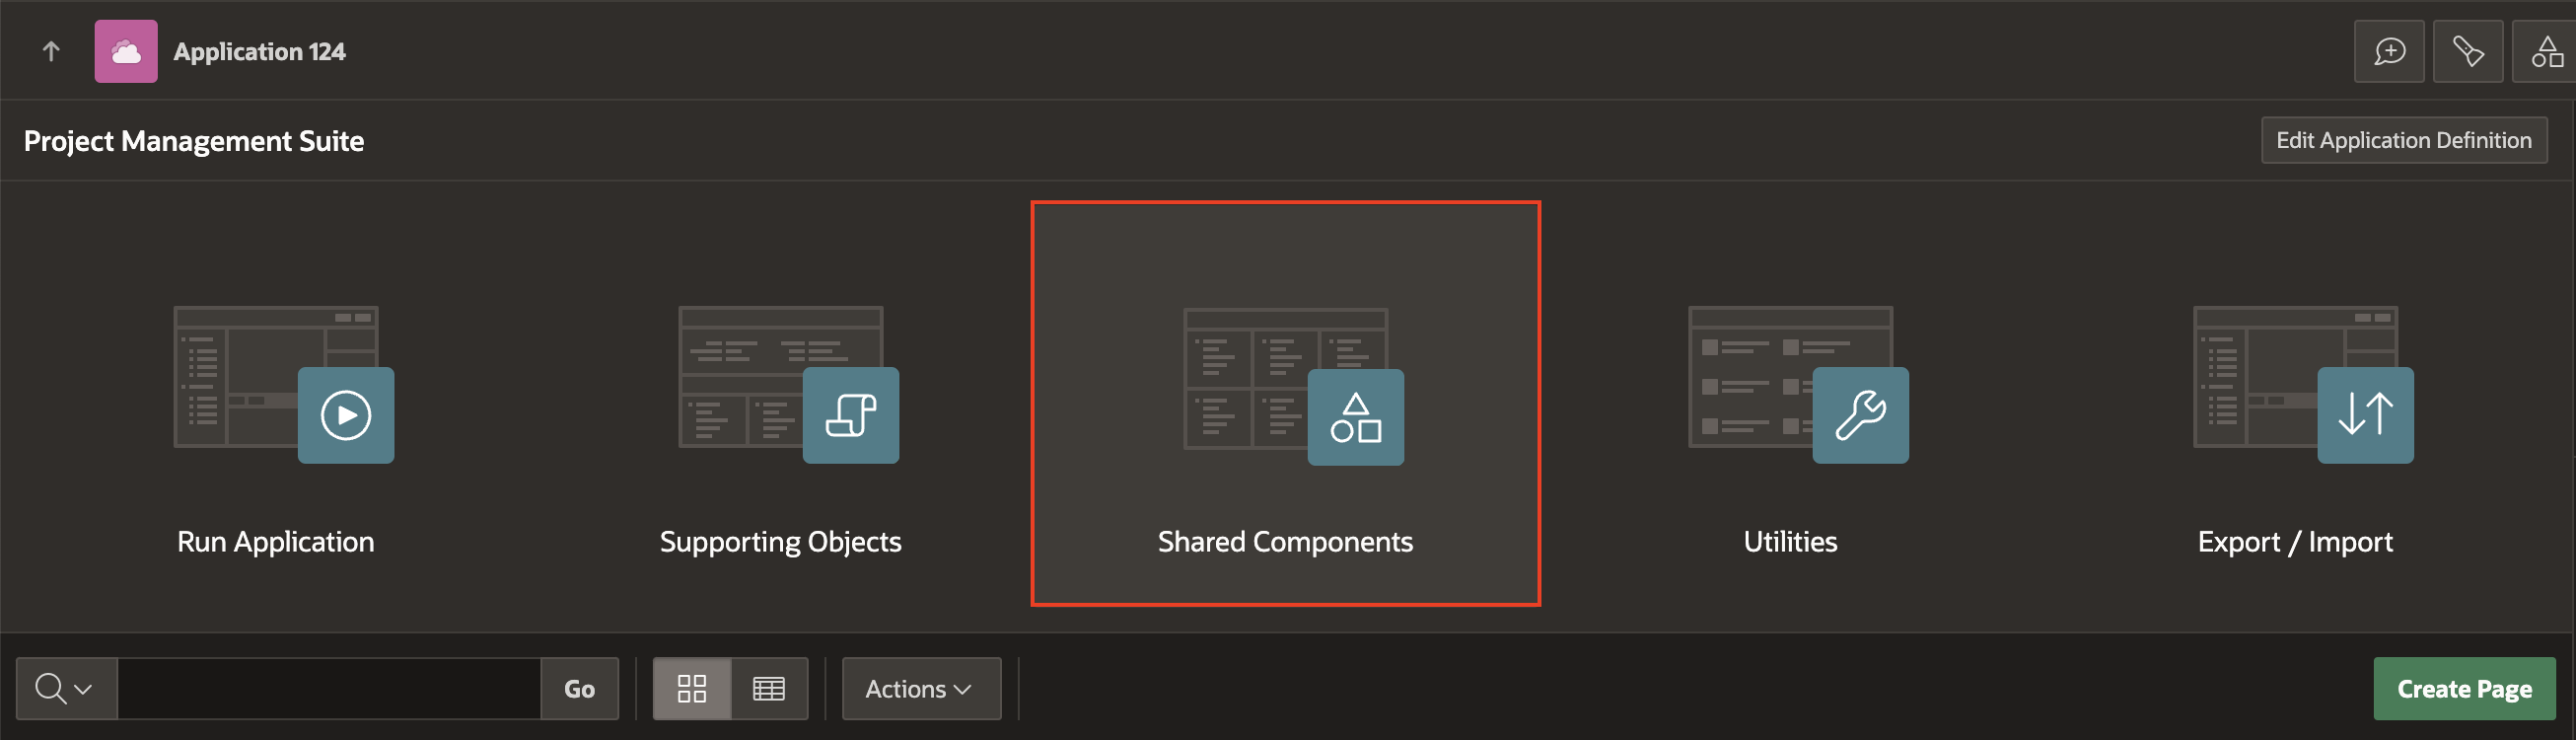 Application 124
Project Management Suite
Edit Application Definition
Run Application
Supporting Objects
Shared Components
Utilities
Export / Import
Go
Actions
Create Page